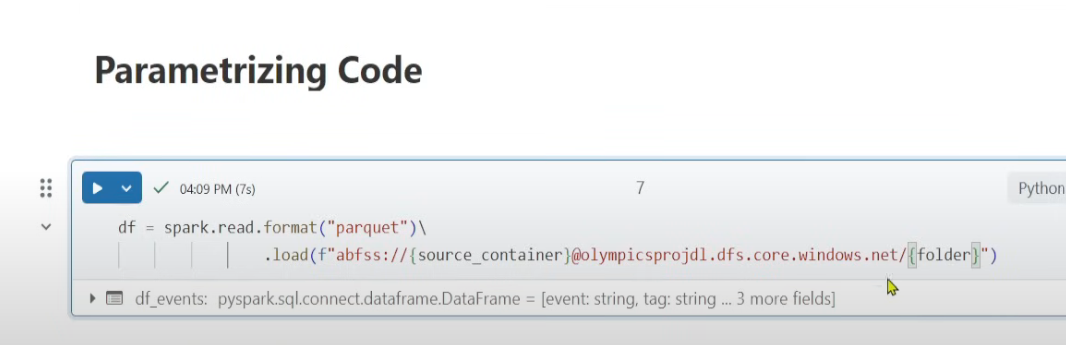 Parametrizing Code
04:09 PM (7s)
7
Python
df = spark.read.format("parquet")\
.load(f"abfss://{source_container}@olympicsprojdl.dfs.core.windows.net/{folder}")
df_events: pyspark.sql.connect.dataframe.DataFrame = [event: string, tag: string ... 3 more fields]